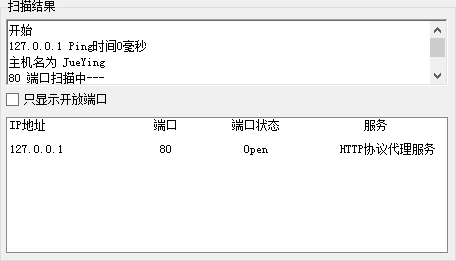 扫描结果
开始
127.0.0.1 Ping时间0毫秒
主机名为 JueYing
80 端口扫描中---
只显示开放端口
IP地址 端口 端口状态 服务
127.0.0.1 80 Open HTTP协议代理服务